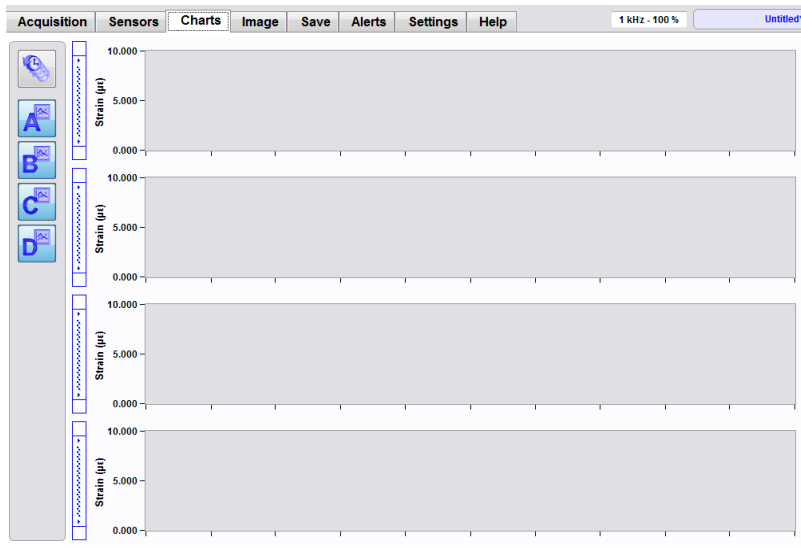 Acquisition Sensors Charts Image Save Alerts Settings Help 1 kHz - 100 % Untitled*
10.000
5.000
0.000
Strain (με)
A
B
C
D
10.000
5.000
0.000
Strain (με)
10.000
5.000
0.000
Strain (με)
10.000
5.000
0.000
Strain (με)